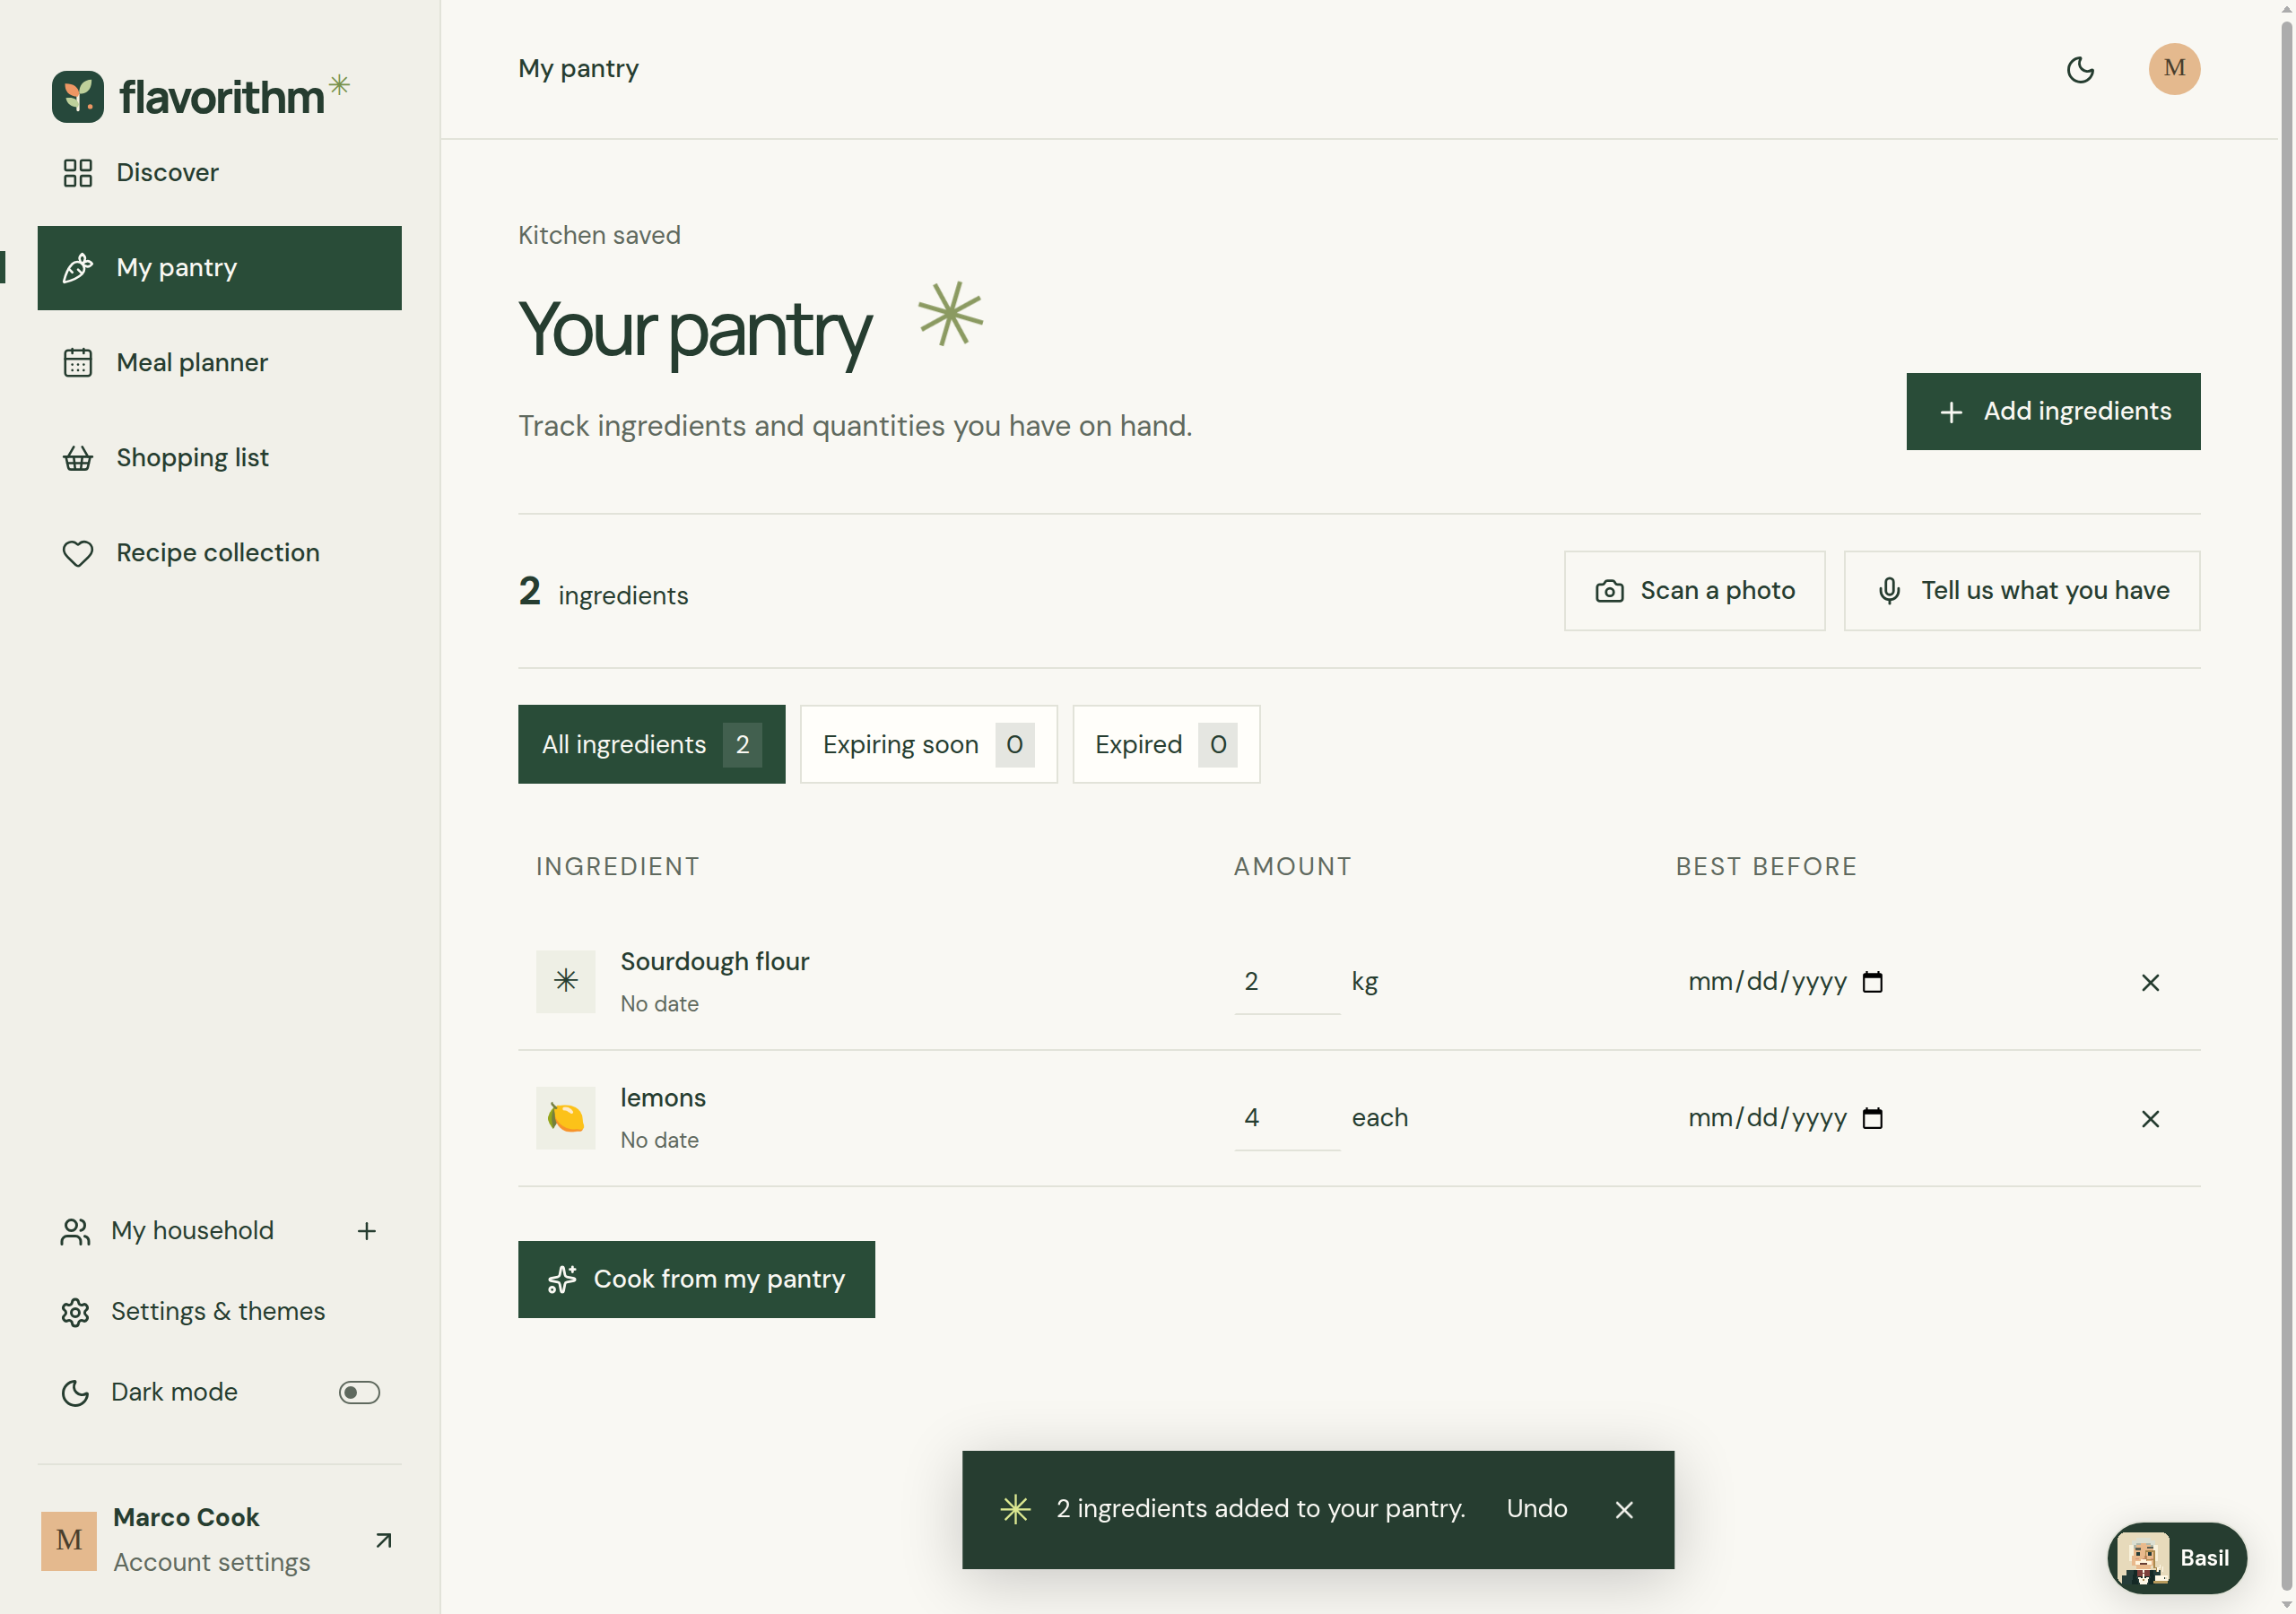 flavorithm
Discover
My pantry
Meal planner
Shopping list
Recipe collection
My household
Settings & themes
Dark mode
M
Marco Cook
Account settings
My pantry
M
Kitchen saved
Your pantry
Track ingredients and quantities you have on hand.
Add ingredients
2 ingredients
Scan a photo
Tell us what you have
All ingredients 2
Expiring soon 0
Expired 0
INGREDIENT AMOUNT BEST BEFORE
Sourdough flour
No date
2 kg
mm/dd/yyyy
lemons
No date
4 each
mm/dd/yyyy
Cook from my pantry
2 ingredients added to your pantry. Undo
Basil